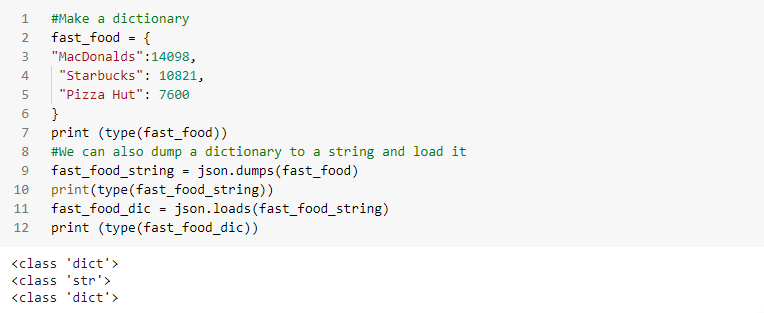 1 #Make a dictionary
2 fast_food = {
3 "MacDonalds":14098,
4  "Starbucks": 10821,
5  "Pizza Hut": 7600
6 }
7 print (type(fast_food))
8 #We can also dump a dictionary to a string and load it
9 fast_food_string = json.dumps(fast_food)
10 print(type(fast_food_string))
11 fast_food_dic = json.loads(fast_food_string)
12 print (type(fast_food_dic))
<class 'dict'>
<class 'str'>
<class 'dict'>